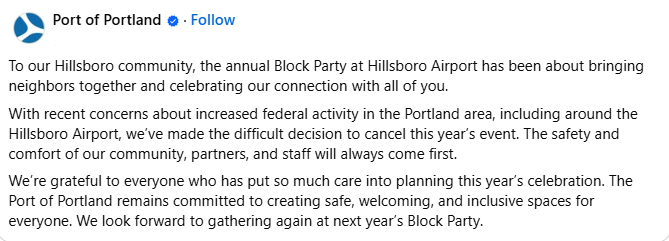 Port of Portland · Follow
To our Hillsboro community, the annual Block Party at Hillsboro Airport has been about bringing
neighbors together and celebrating our connection with all of you.
With recent concerns about increased federal activity in the Portland area, including around the
Hillsboro Airport, we've made the difficult decision to cancel this year's event. The safety and
comfort of our community, partners, and staff will always come first.
We're grateful to everyone who has put so much care into planning this year's celebration. The
Port of Portland remains committed to creating safe, welcoming, and inclusive spaces for
everyone. We look forward to gathering again at next year's Block Party.